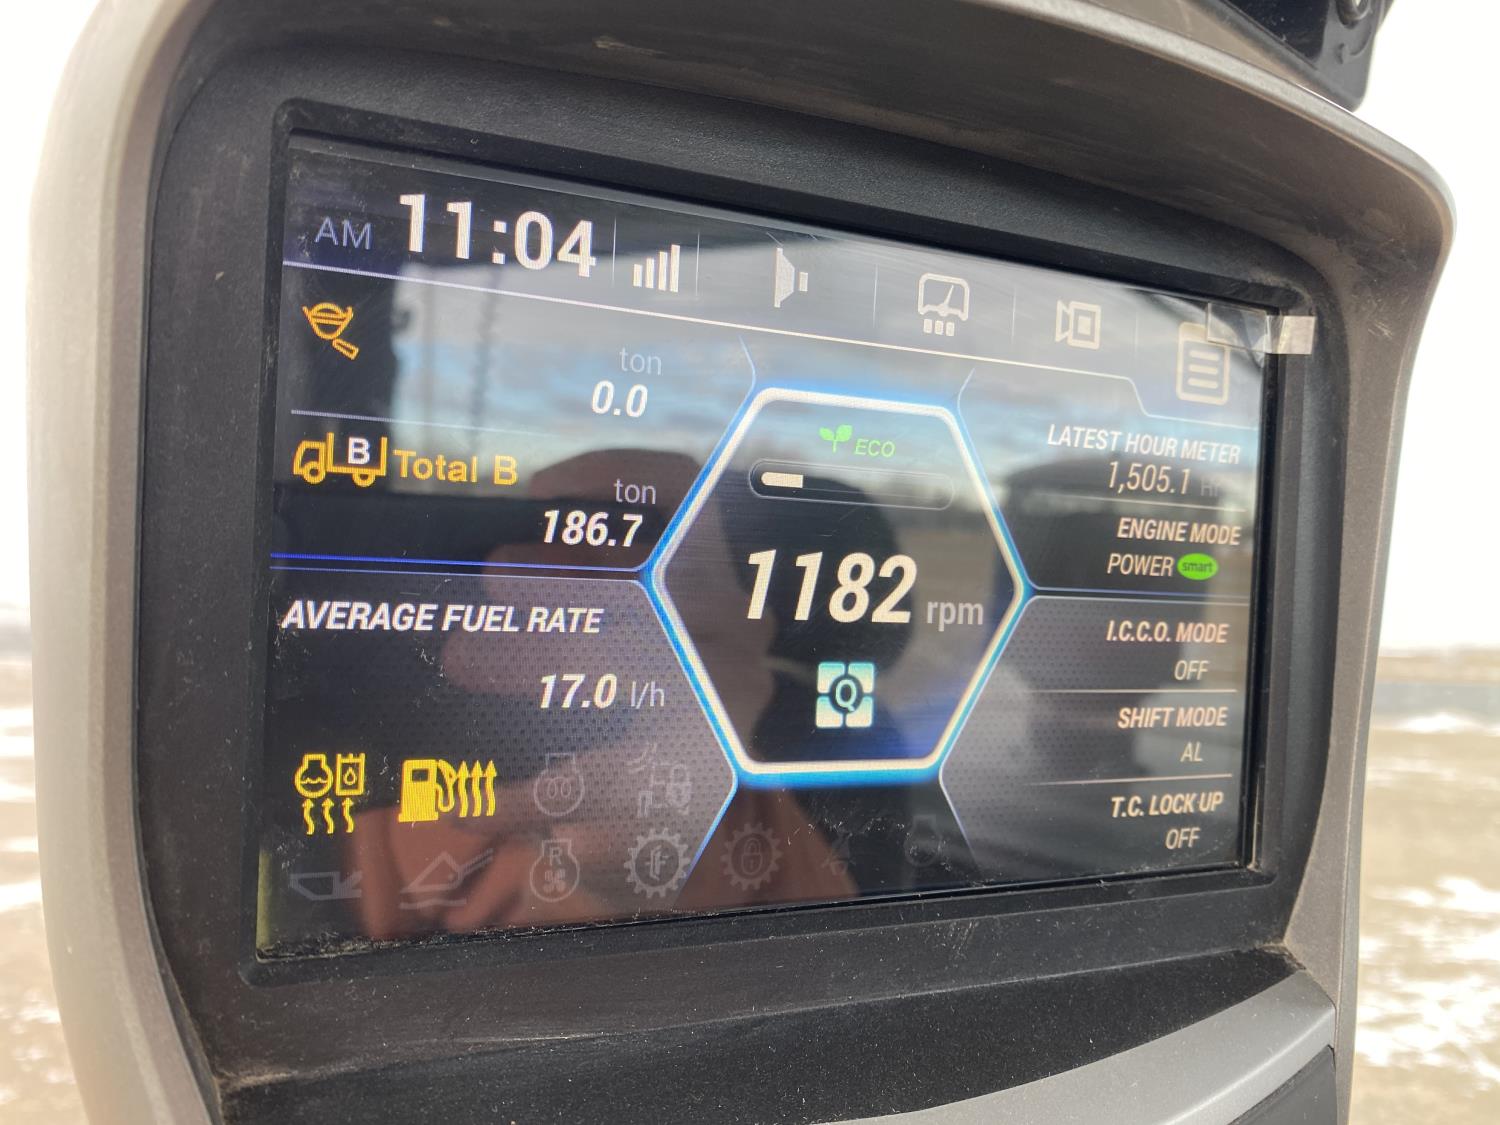 AM 11:04
ton
0.0
B Total B
ton
186.7
AVERAGE FUEL RATE
17.0 l/h
ECO
1182 rpm
Q
LATEST HOUR METER
1,505.1
ENGINE MODE
POWER smart
I.C.C.O. MODE
OFF
SHIFT MODE
AL
T.C. LOCK UP
OFF
R